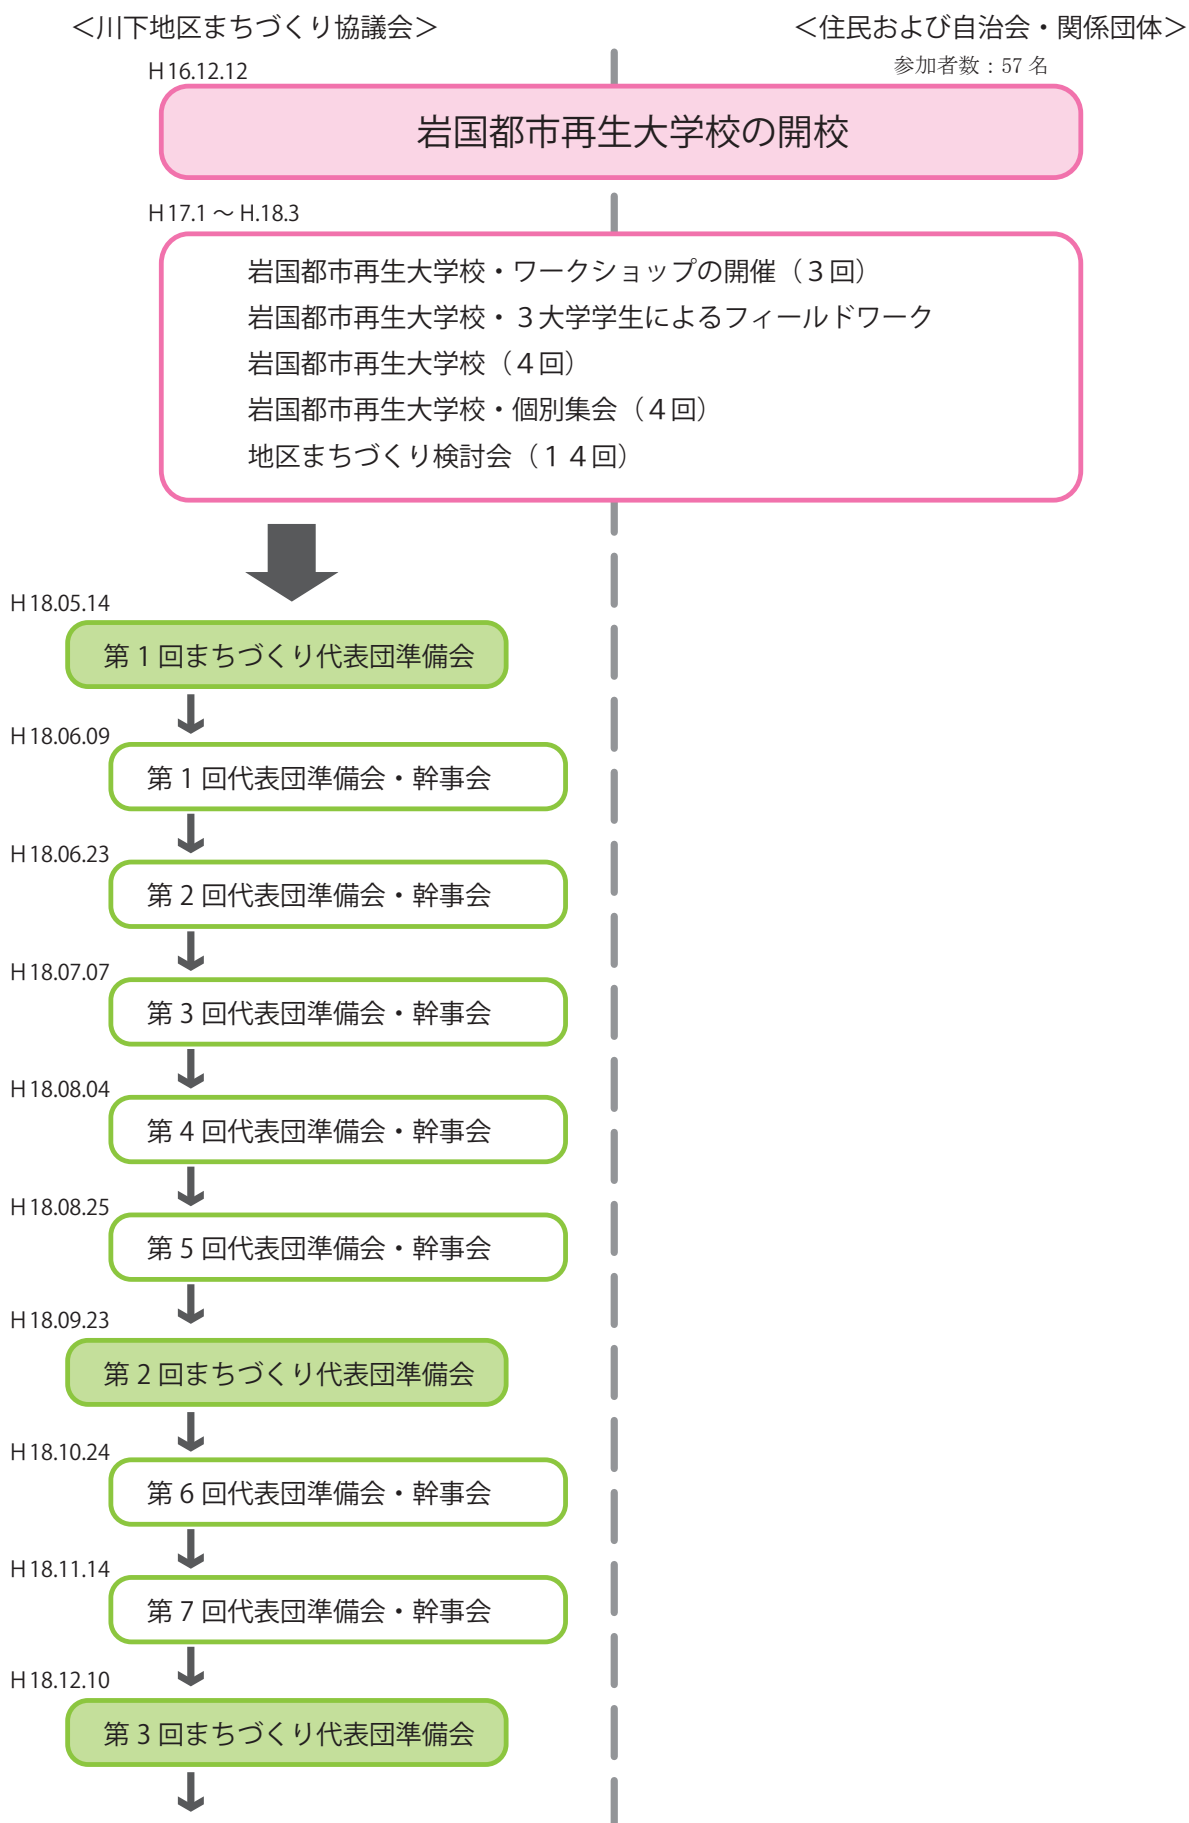 ＜川下地区まちづくり協議会＞
＜住民および自治会・関係団体＞
H16.12.12
参加者数：57 名
岩国都市再生大学校の開校
H17.1 ～ H.18.3
岩国都市再生大学校・ワークショップの開催（３回）
岩国都市再生大学校・３大学学生によるフィールドワーク
岩国都市再生大学校（４回）
岩国都市再生大学校・個別集会（４回）
地区まちづくり検討会（１４回）
H18.05.14
第 1 回まちづくり代表団準備会
H18.06.09
第 1 回代表団準備会・幹事会
H18.06.23
第 2 回代表団準備会・幹事会
H18.07.07
第 3 回代表団準備会・幹事会
H18.08.04
第 4 回代表団準備会・幹事会
H18.08.25
第 5 回代表団準備会・幹事会
H18.09.23
第 2 回まちづくり代表団準備会
H18.10.24
第 6 回代表団準備会・幹事会
H18.11.14
第 7 回代表団準備会・幹事会
H18.12.10
第 3 回まちづくり代表団準備会